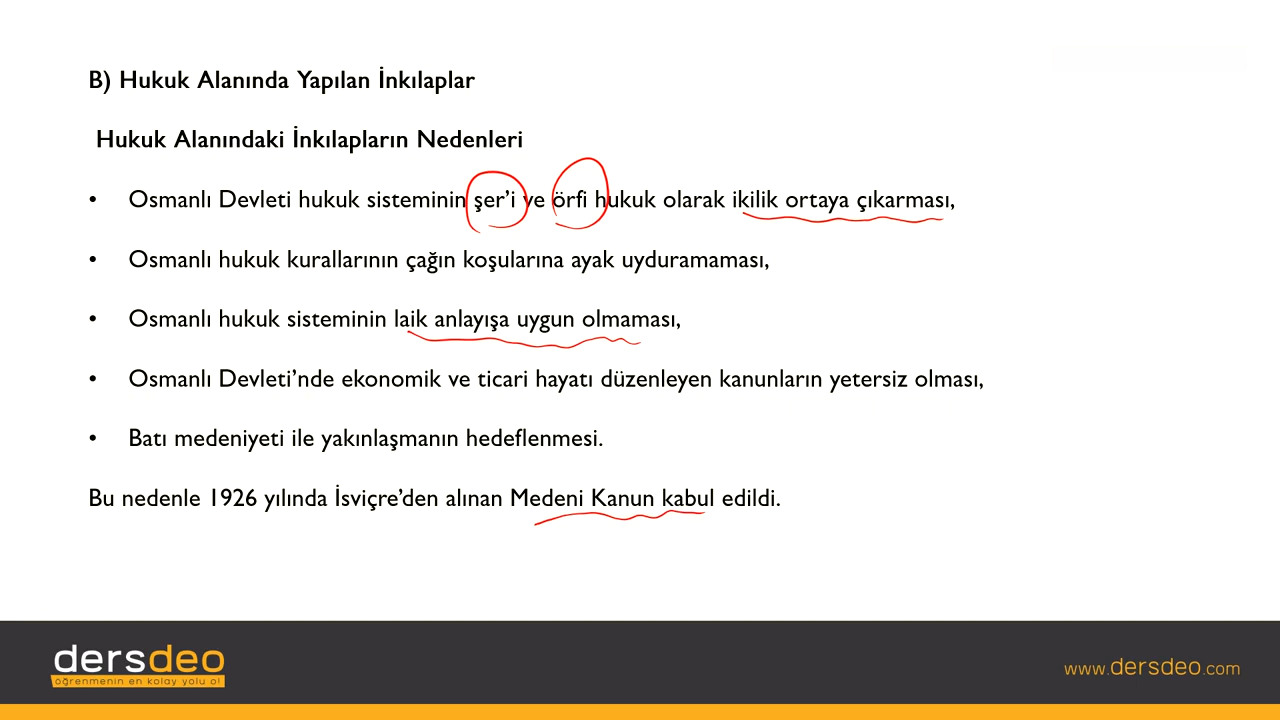 B) Hukuk Alanında Yapılan İnkılaplar
Hukuk Alanındaki İnkılapların Nedenleri
• Osmanlı Devleti hukuk sisteminin şer’i ve örfi hukuk olarak ikilik ortaya çıkarması,
• Osmanlı hukuk kurallarının çağın koşularına ayak uyduramaması,
• Osmanlı hukuk sisteminin laik anlayışa uygun olmaması,
• Osmanlı Devleti’nde ekonomik ve ticari hayatı düzenleyen kanunların yetersiz olması,
• Batı medeniyeti ile yakınlaşmanın hedeflenmesi.
Bu nedenle 1926 yılında İsviçre’den alınan Medeni Kanun kabul edildi.
dersdeo
öğrenmenin en kolay yolu o!
www.dersdeo.com